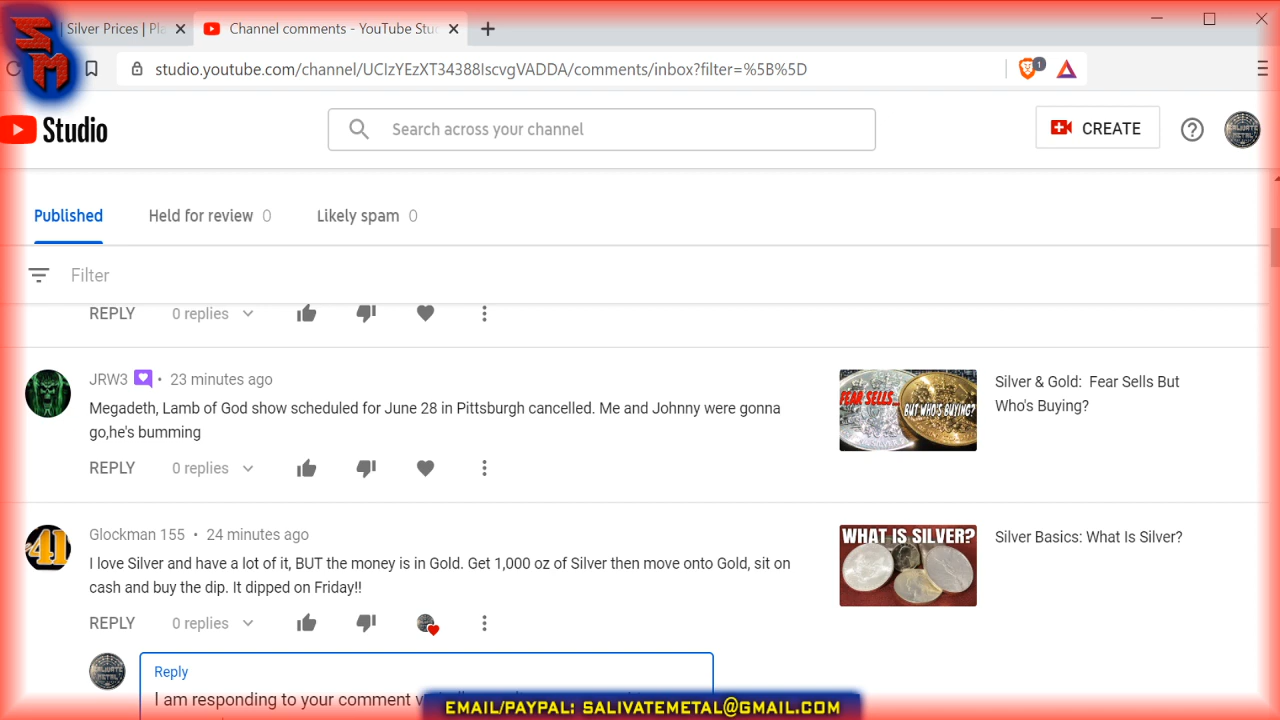 SM
| Silver Prices | Pla
Channel comments - YouTube Stu
studio.youtube.com/channel/UClzYEzXT34388IscvgVADDA/comments/inbox?filter=%5B%5D
1
Studio
Search across your channel
CREATE
Published
Held for review 0
Likely spam 0
Filter
REPLY
0 replies
JRW3 • 23 minutes ago
Megadeth, Lamb of God show scheduled for June 28 in Pittsburgh cancelled. Me and Johnny were gonna
go,he's bumming
REPLY
0 replies
FEAR SELLS...
BUT WHO'S BUYING?
Silver & Gold: Fear Sells But
Who's Buying?
41
Glockman 155 • 24 minutes ago
I love Silver and have a lot of it, BUT the money is in Gold. Get 1,000 oz of Silver then move onto Gold, sit on
cash and buy the dip. It dipped on Friday!!
REPLY
0 replies
WHAT IS SILVER?
Silver Basics: What Is Silver?
SALIVATE
METAL
Reply
I am responding to your comment
EMAIL/PAYPAL: SALIVATEMETAL@GMAIL.COM